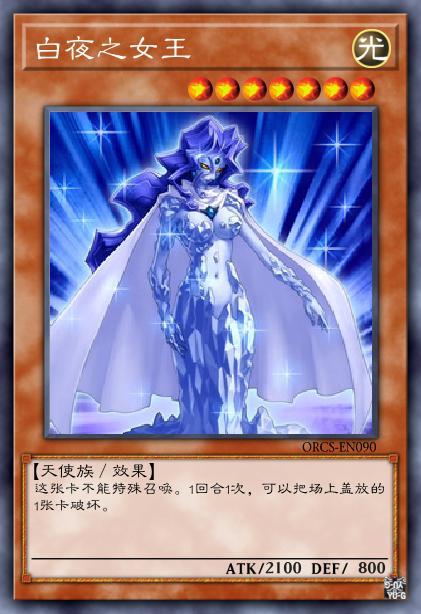 白夜之女王
光
ORCS-EN090
【天使族／效果】
这张卡不能特殊召唤。1回合1次，可以把场上盖放的
1张卡破坏。
ATK/2100 DEF/ 800